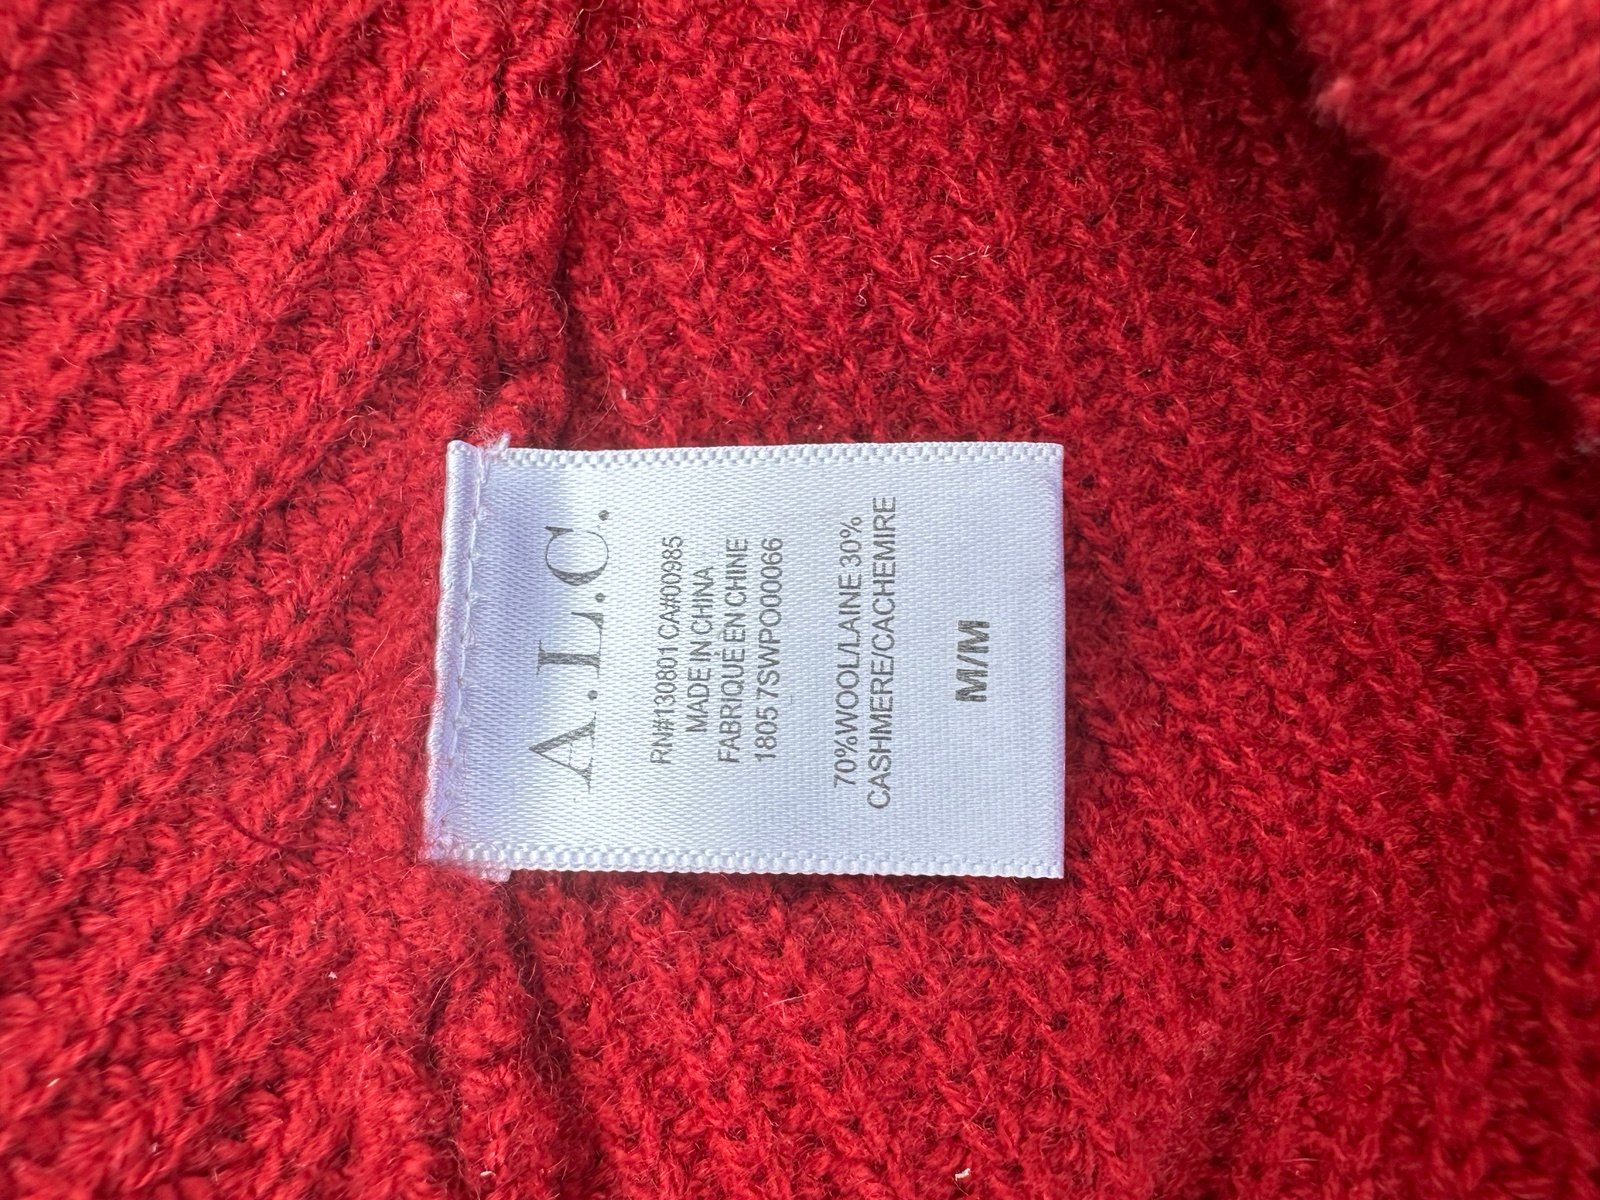 A.L.C.
RN#130801 CA#00985
MADE IN CHINA
FABRIQUÉ EN CHINE
1805 7SWPO00066
70%WOOL/LAINE 30%
CASHMERE/CACHEMIRE
M/M